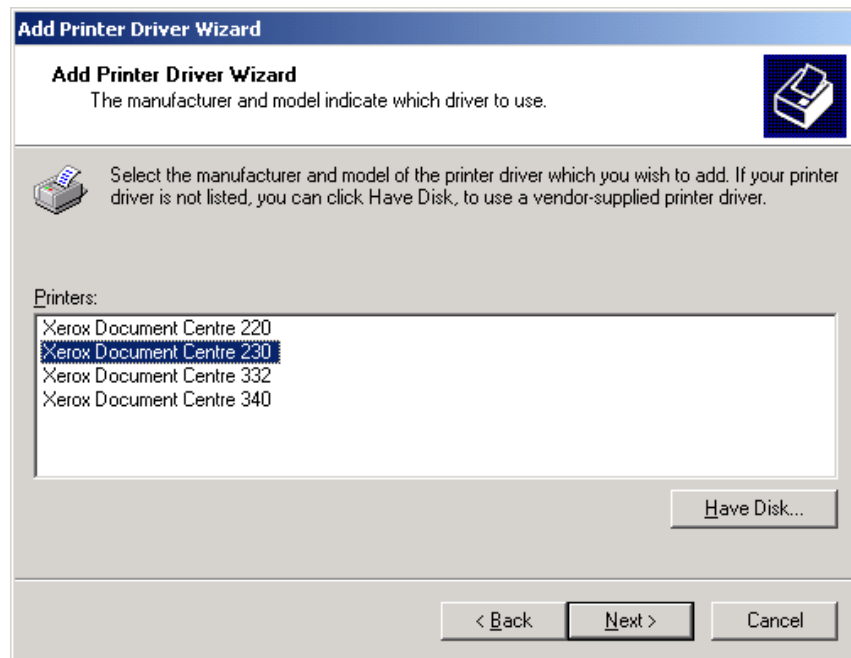 Add Printer Driver Wizard
Add Printer Driver Wizard
The manufacturer and model indicate which driver to use.
Select the manufacturer and model of the printer driver which you wish to add. If your printer
driver is not listed, you can click Have Disk, to use a vendor-supplied printer driver.
Printers:
Xerox Document Centre 220
Xerox Document Centre 230
Xerox Document Centre 332
Xerox Document Centre 340
Have Disk...
< Back
Next >
Cancel